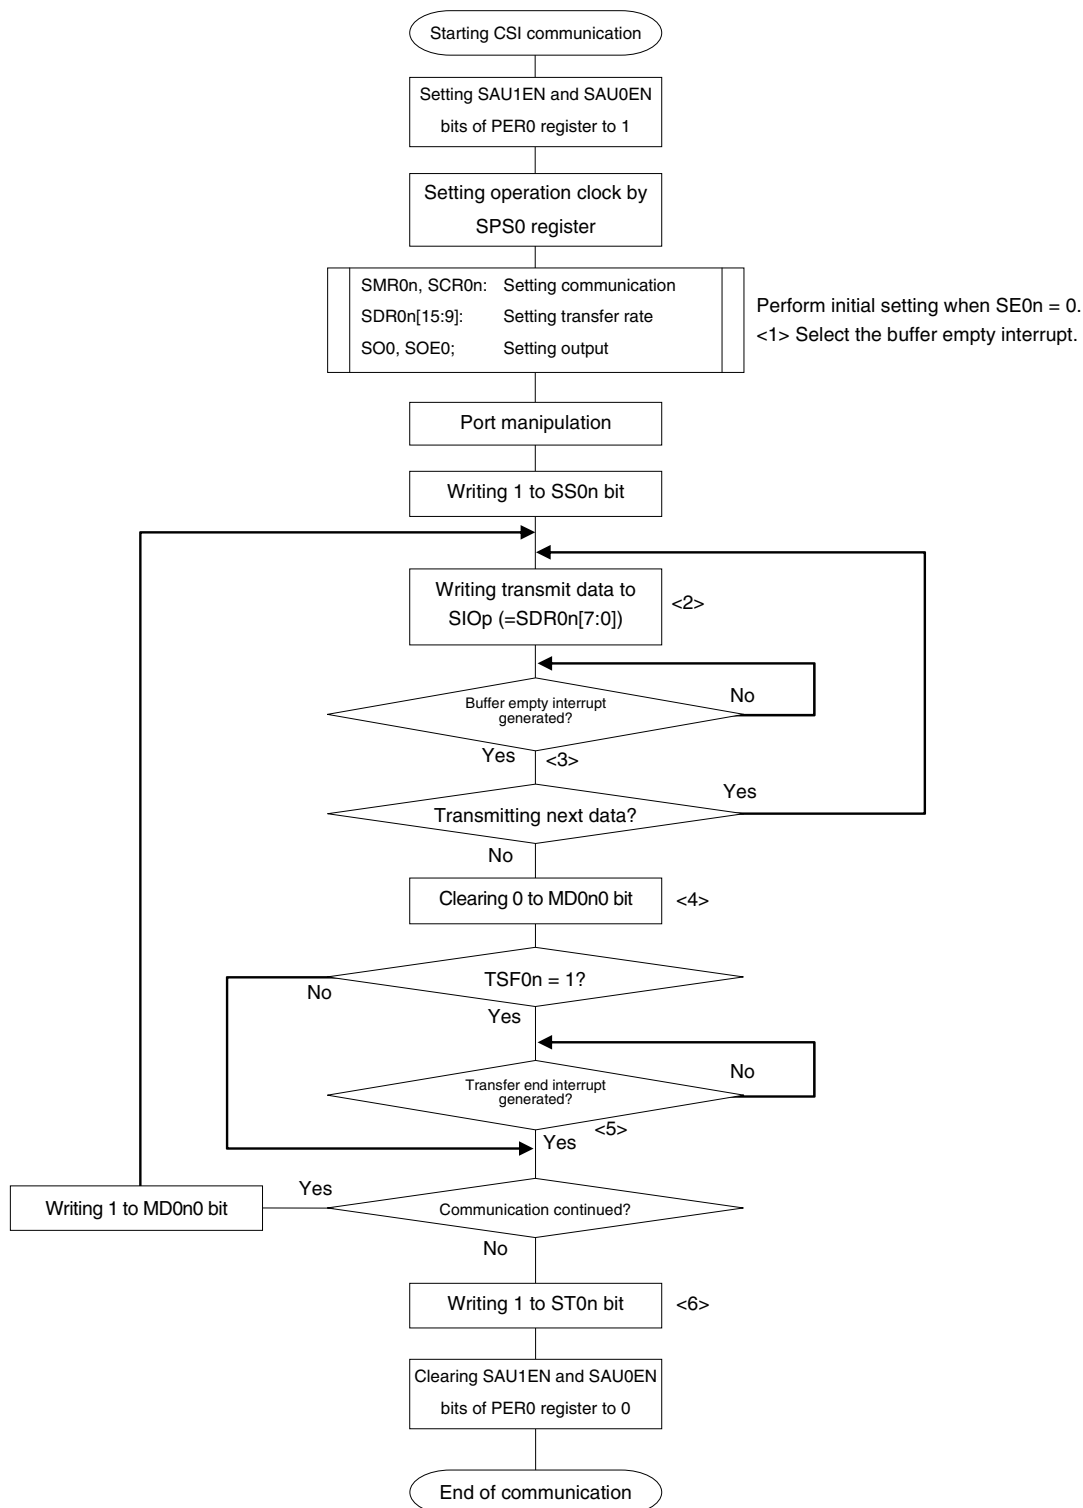 Starting CSI communication
Setting SAU1EN and SAU0EN
bits of PER0 register to 1
Setting operation clock by
SPS0 register
SMR0n, SCR0n: Setting communication
SDR0n[15:9]: Setting transfer rate
SO0, SOE0; Setting output
Perform initial setting when SE0n = 0.
<1> Select the buffer empty interrupt.
Port manipulation
Writing 1 to SS0n bit
Writing transmit data to
SIOp (=SDR0n[7:0])
<2>
Buffer empty interrupt
generated?
No
Yes
<3>
Transmitting next data?
Yes
No
Clearing 0 to MD0n0 bit
<4>
TSF0n = 1?
No
Yes
Transfer end interrupt
generated?
No
Yes
<5>
Communication continued?
Yes
Writing 1 to MD0n0 bit
No
Writing 1 to ST0n bit
<6>
Clearing SAU1EN and SAU0EN
bits of PER0 register to 0
End of communication